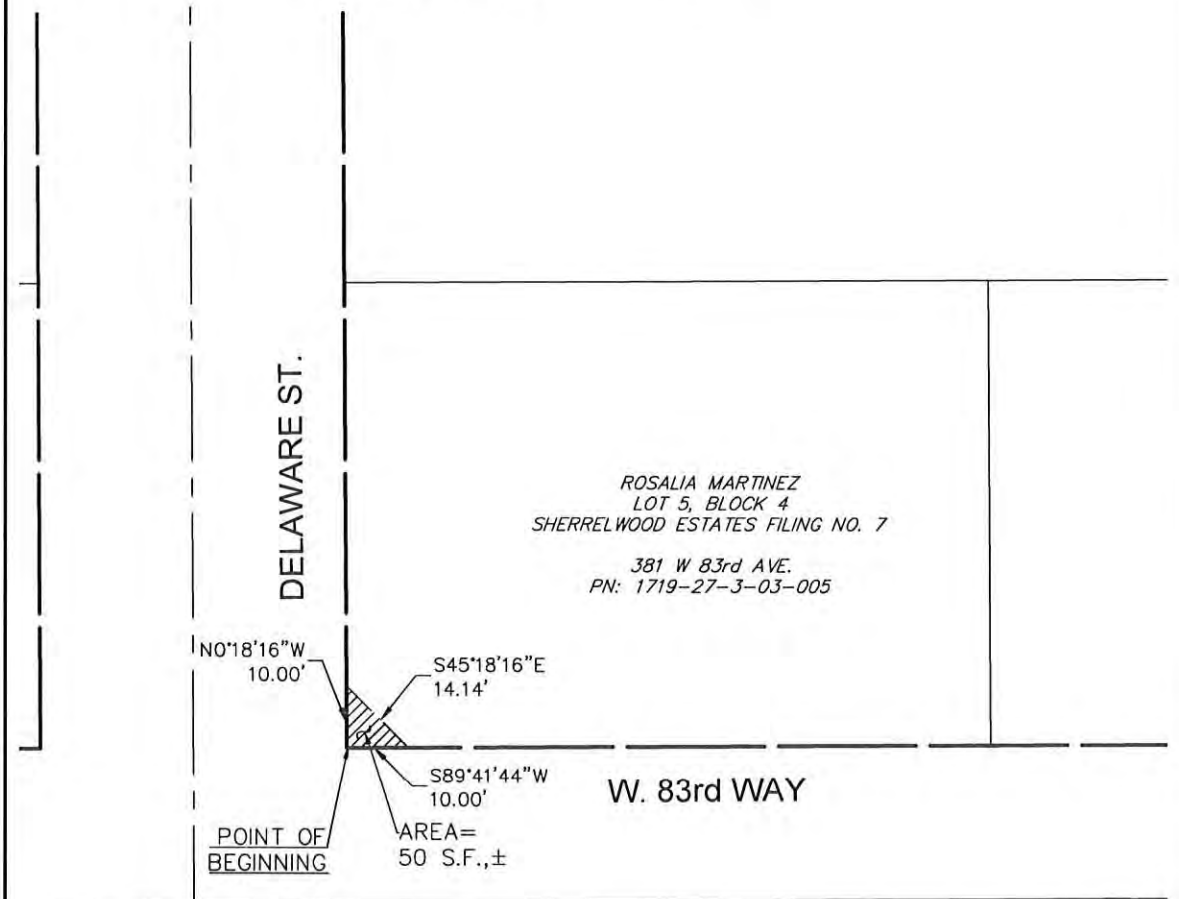 DELAWARE ST.
ROSALIA MARTINEZ
LOT 5, BLOCK 4
SHERRELWOOD ESTATES FILING NO. 7
381 W 83rd AVE.
PN: 1719-27-3-03-005
N0°18'16"W
10.00'
S45°18'16"E
14.14'
S89°41'44"W
10.00'
W. 83rd WAY
POINT OF
BEGINNING
AREA=
50 S.F.,±